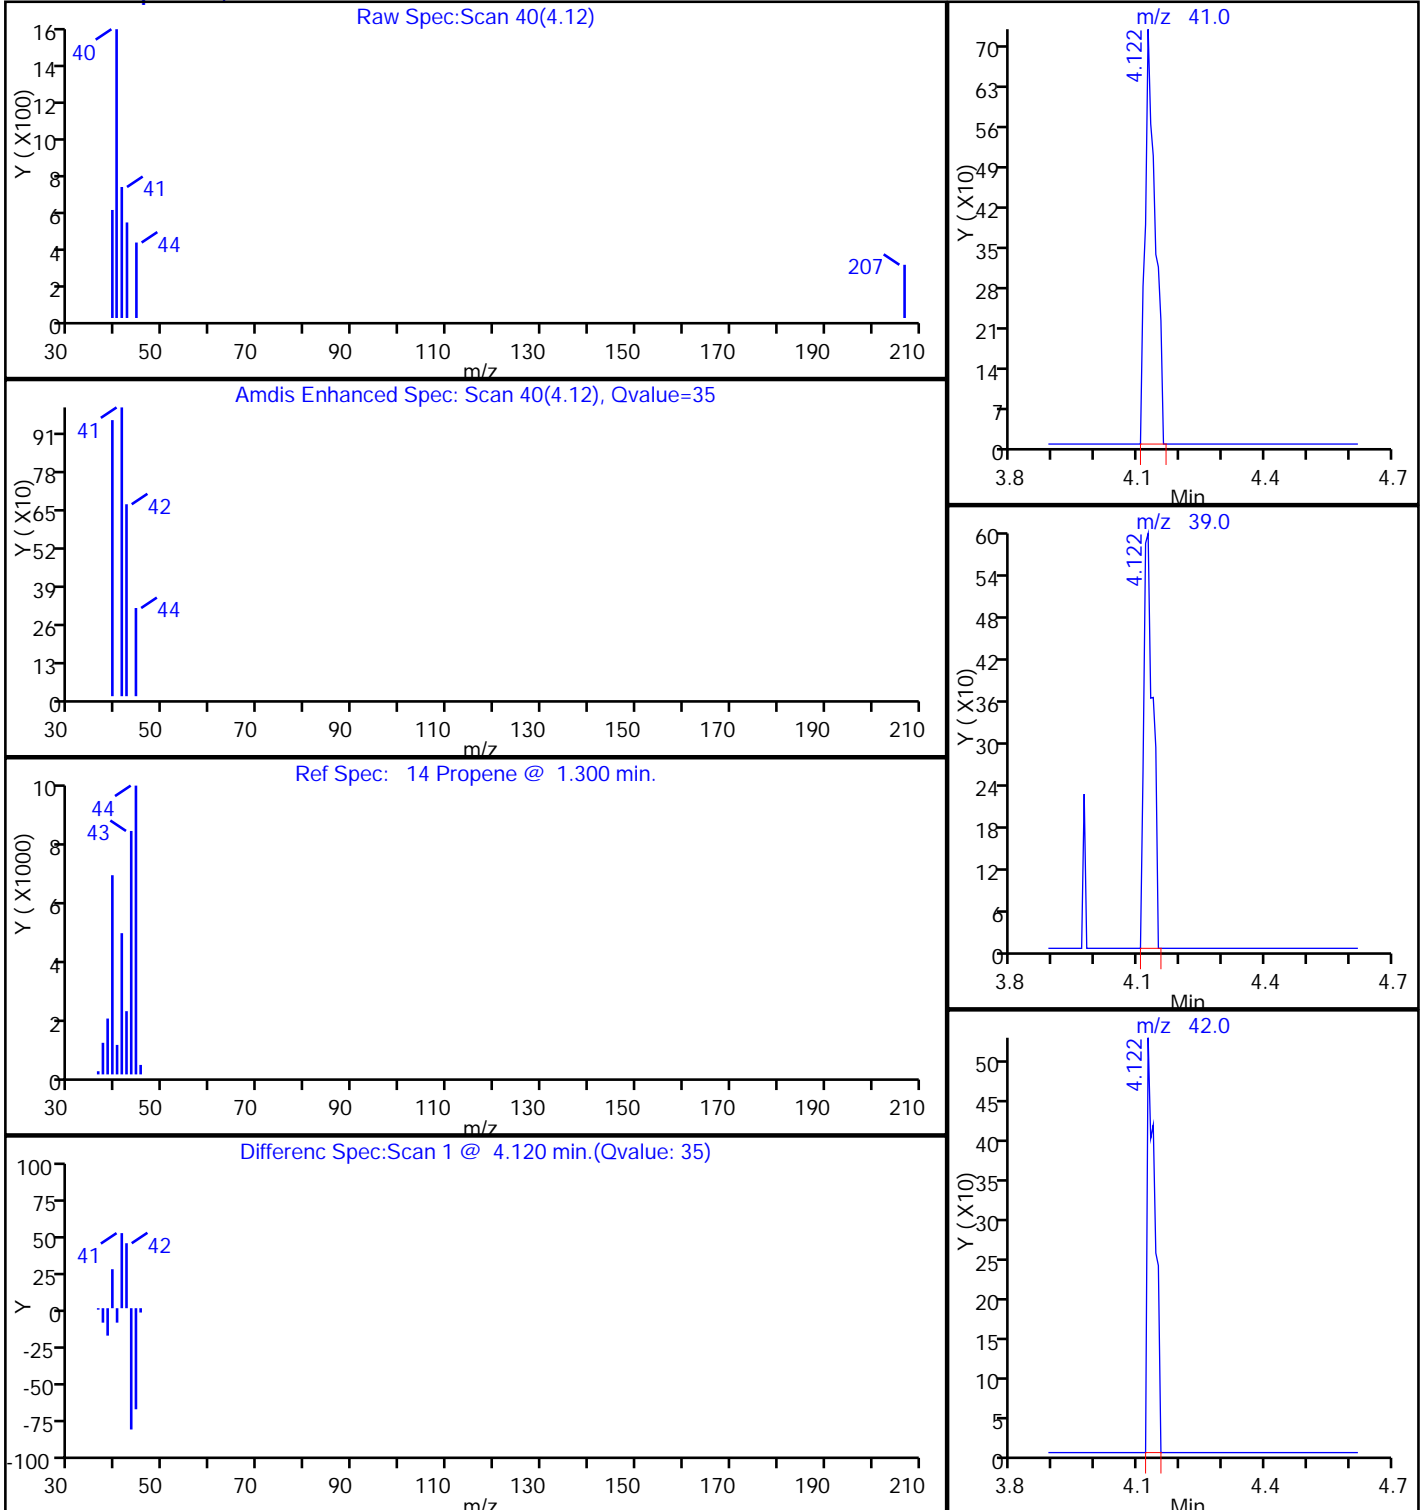 Raw Spec:Scan 40(4.12)
16
14
12
10
8
6
4
2
0
Y ( X100)
40
41
44
207
30 50 70 90 110 130 150 170 190 210
m/z
Amdis Enhanced Spec: Scan 40(4.12), Qvalue=35
91
78
65
52
39
26
13
0
Y ( X10)
41
42
44
30 50 70 90 110 130 150 170 190 210
m/z
Ref Spec: 14 Propene @ 1.300 min.
10
8
6
4
2
0
Y ( X1000)
44
43
30 50 70 90 110 130 150 170 190 210
m/z
Differenc Spec:Scan 1 @ 4.120 min.(Qvalue: 35)
100
75
50
25
0
-25
-50
-75
-100
Y
41
42
30 50 70 90 110 130 150 170 190 210
m/z
m/z 41.0
4.122
70
63
56
49
42
35
28
21
14
7
0
Y ( X10)
3.8 4.1 4.4 4.7
Min
m/z 39.0
4.122
60
54
48
42
36
30
24
18
12
6
0
Y ( X10)
3.8 4.1 4.4 4.7
Min
m/z 42.0
4.122
50
45
40
35
30
25
20
15
10
5
0
Y ( X10)
3.8 4.1 4.4 4.7
Min